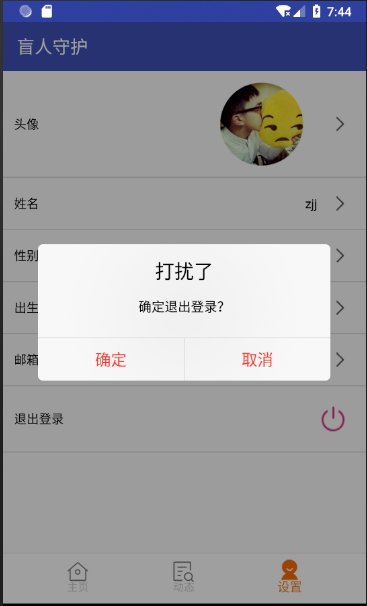 7:44
盲人守护
头像
姓名
zjj
性别
打扰了
出生
确定退出登录?
邮箱
确定
取消
退出登录
主页
动态
设置